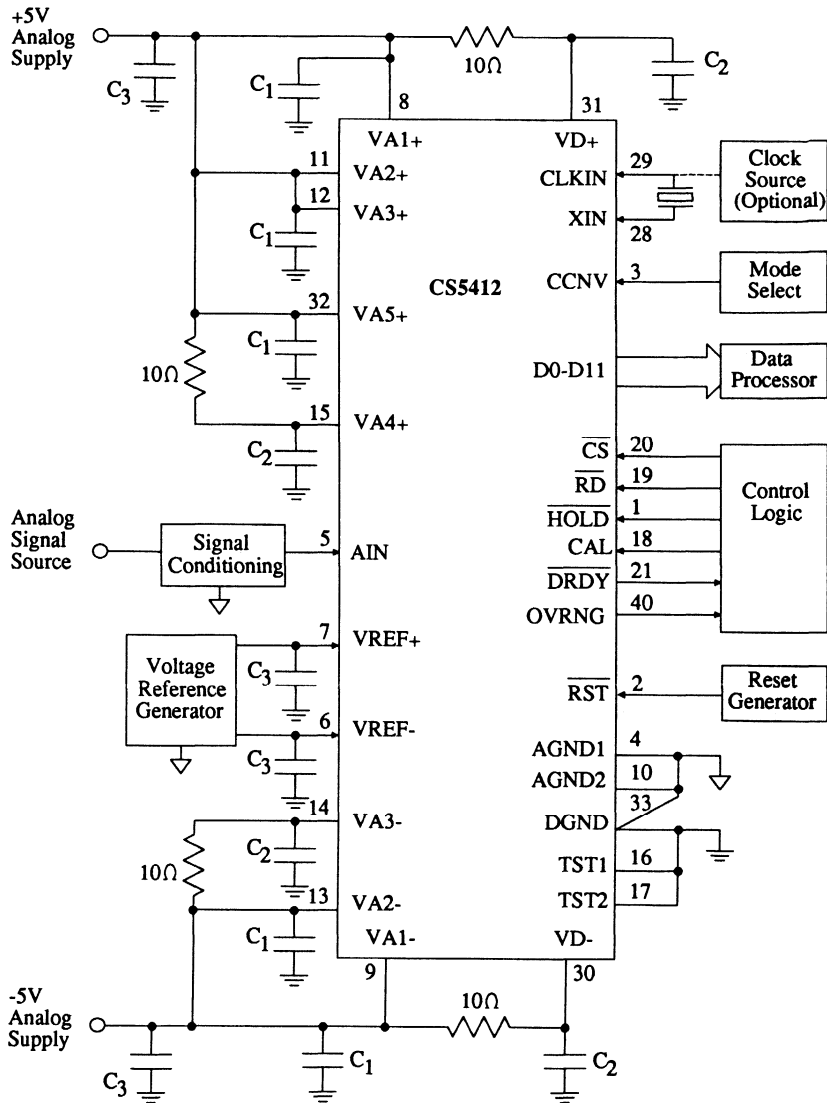 +5V
Analog
Supply
C3
C1
8
10Ω
31
C2
VA1+
VD+
11
VA2+
12
VA3+
C1
29
CLKIN
XIN
28
Clock
Source
(Optional)
CS5412
3
CCNV
Mode
Select
32
VA5+
C1
10Ω
D0-D11
Data
Processor
15
VA4+
C2
CS
20
RD
19
HOLD
1
CAL
18
DRDY
21
OVRNG
40
Control
Logic
Analog
Signal
Source
Signal
Conditioning
5
AIN
7
VREF+
C3
Voltage
Reference
Generator
6
VREF-
C3
RST
2
Reset
Generator
AGND1
4
AGND2
10
33
DGND
TST1
16
TST2
17
14
VA3-
C2
10Ω
13
VA2-
C1
VA1-
VD-
9
30
-5V
Analog
Supply
10Ω
C3
C1
C2